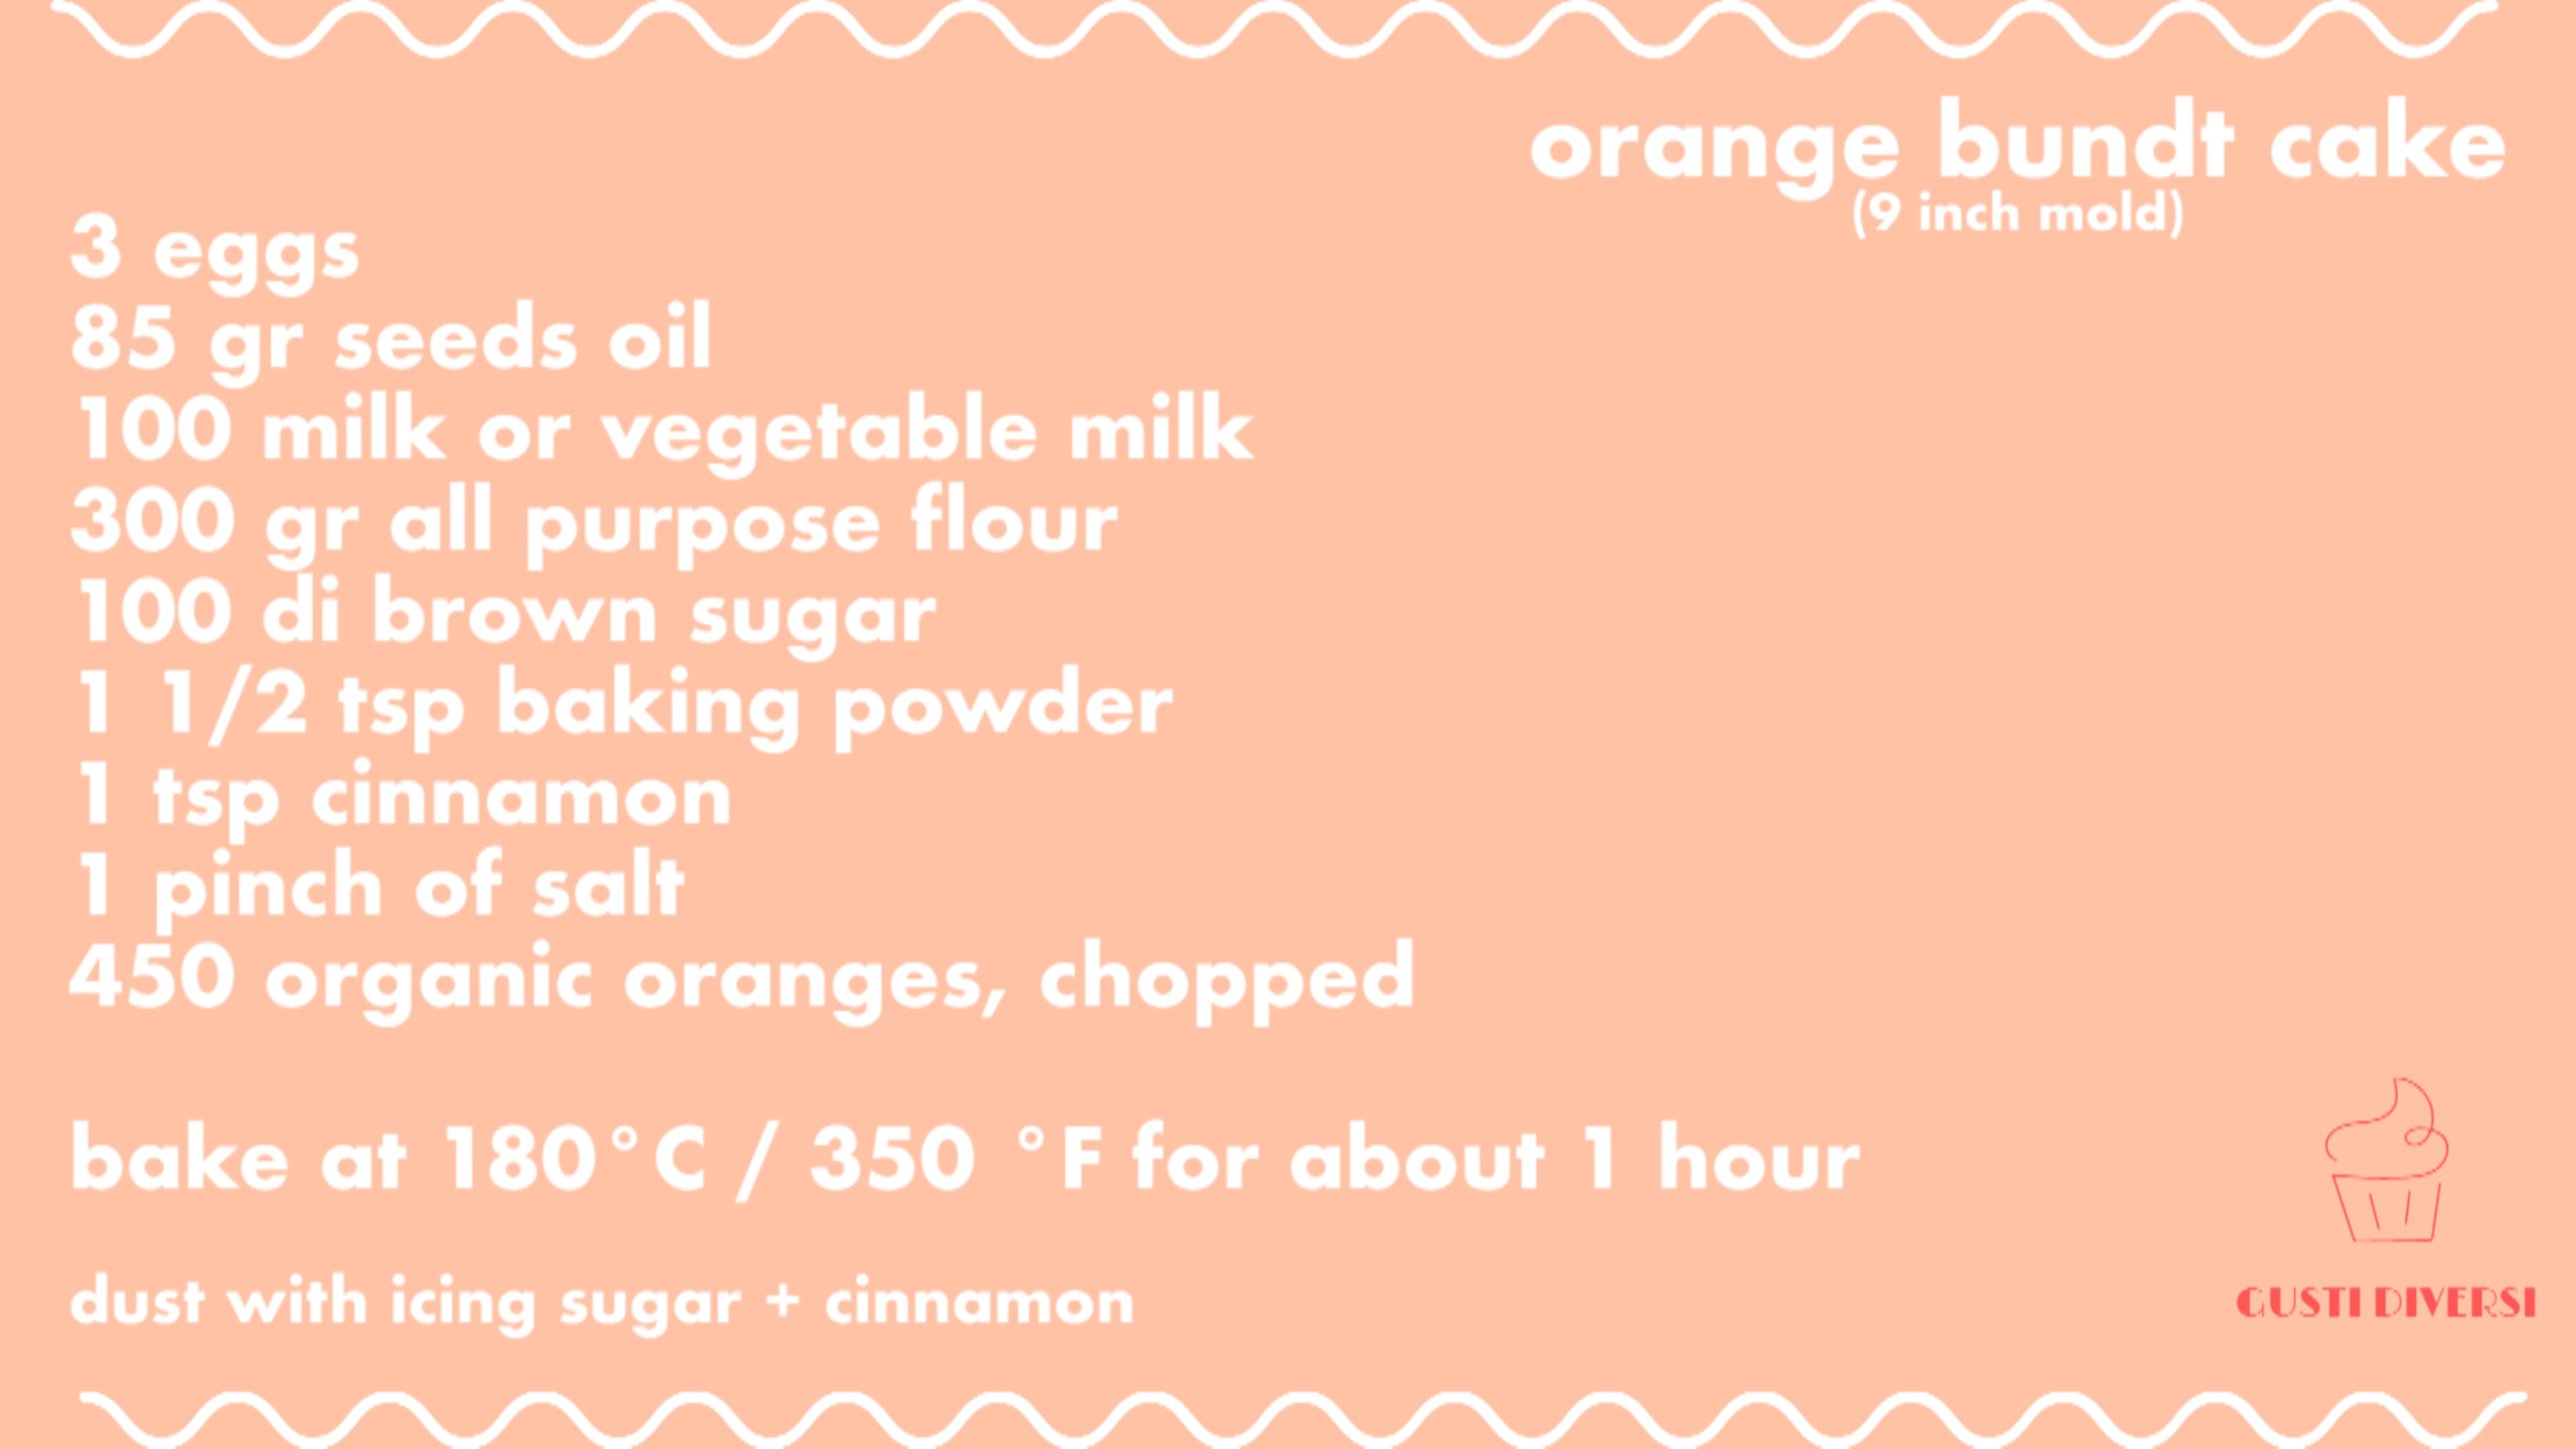 orange bundt cake
(9 inch mold)
3 eggs
85 gr seeds oil
100 milk or vegetable milk
300 gr all purpose flour
100 di brown sugar
1 1/2 tsp baking powder
1 tsp cinnamon
1 pinch of salt
450 organic oranges, chopped
bake at 180°C / 350 °F for about 1 hour
dust with icing sugar + cinnamon
GUSTI DIVERSI